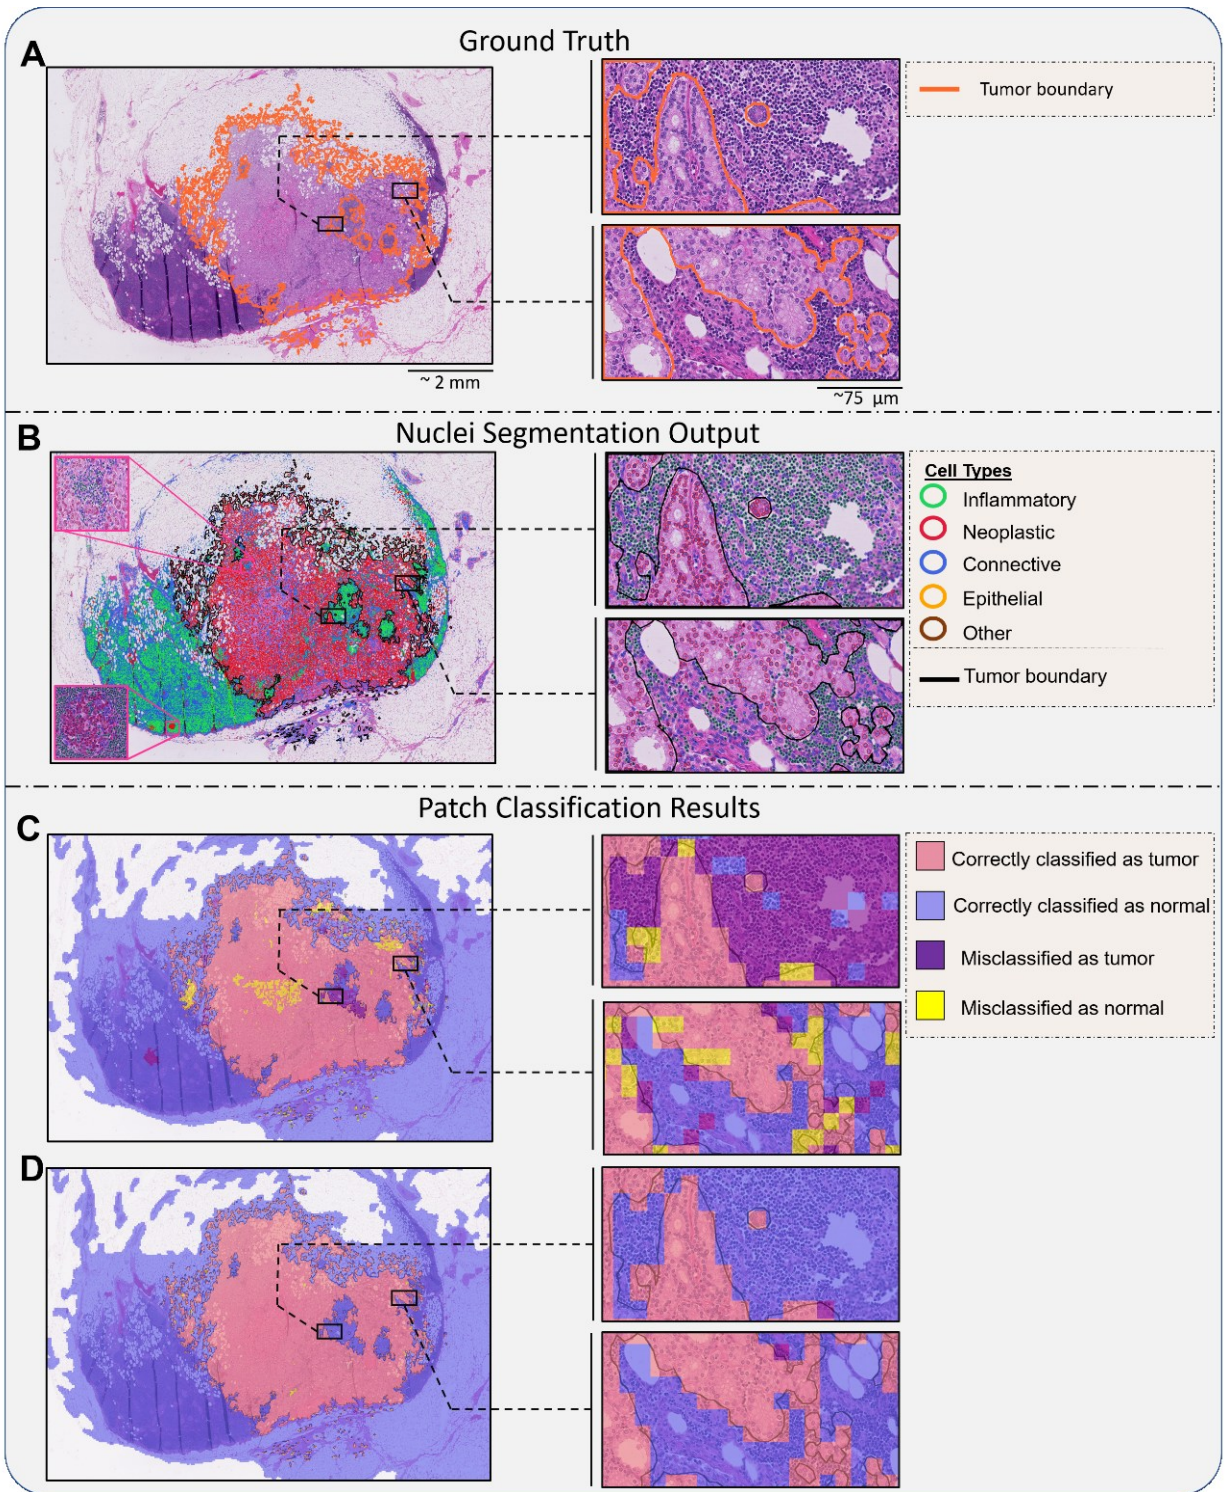 A
Ground Truth
Tumor boundary
~ 2 mm
~75 μm
B
Nuclei Segmentation Output
Cell Types
Inflammatory
Neoplastic
Connective
Epithelial
Other
Tumor boundary
Patch Classification Results
C
Correctly classified as tumor
Correctly classified as normal
Misclassified as tumor
Misclassified as normal
D